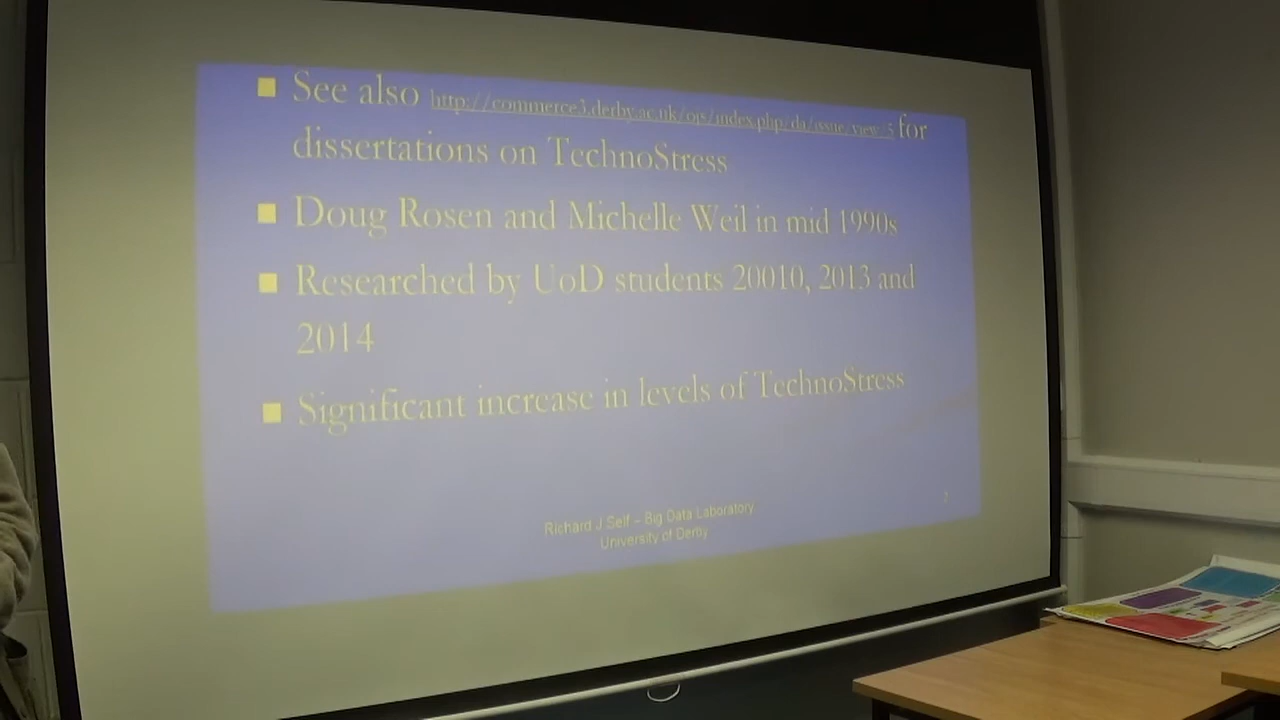 See also http://commerce3.derby.ac.uk/ojs/index.php/da/issue/view/5 for
dissertations on TechnoStress
Doug Rosen and Michelle Weil in mid 1990s
Researched by UoD students 20010, 2013 and
2014
Significant increase in levels of TechnoStress
Richard J Self – Big Data Laboratory
University of Derby